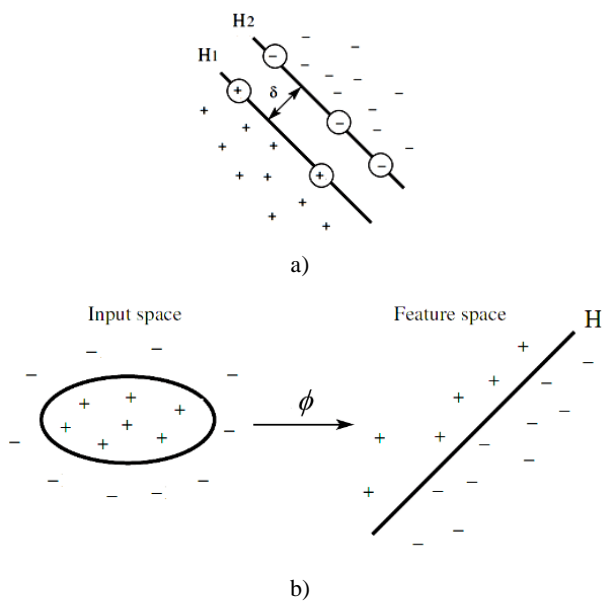 H2
H1
δ
a)
Input space
Feature space
H
ϕ
b)